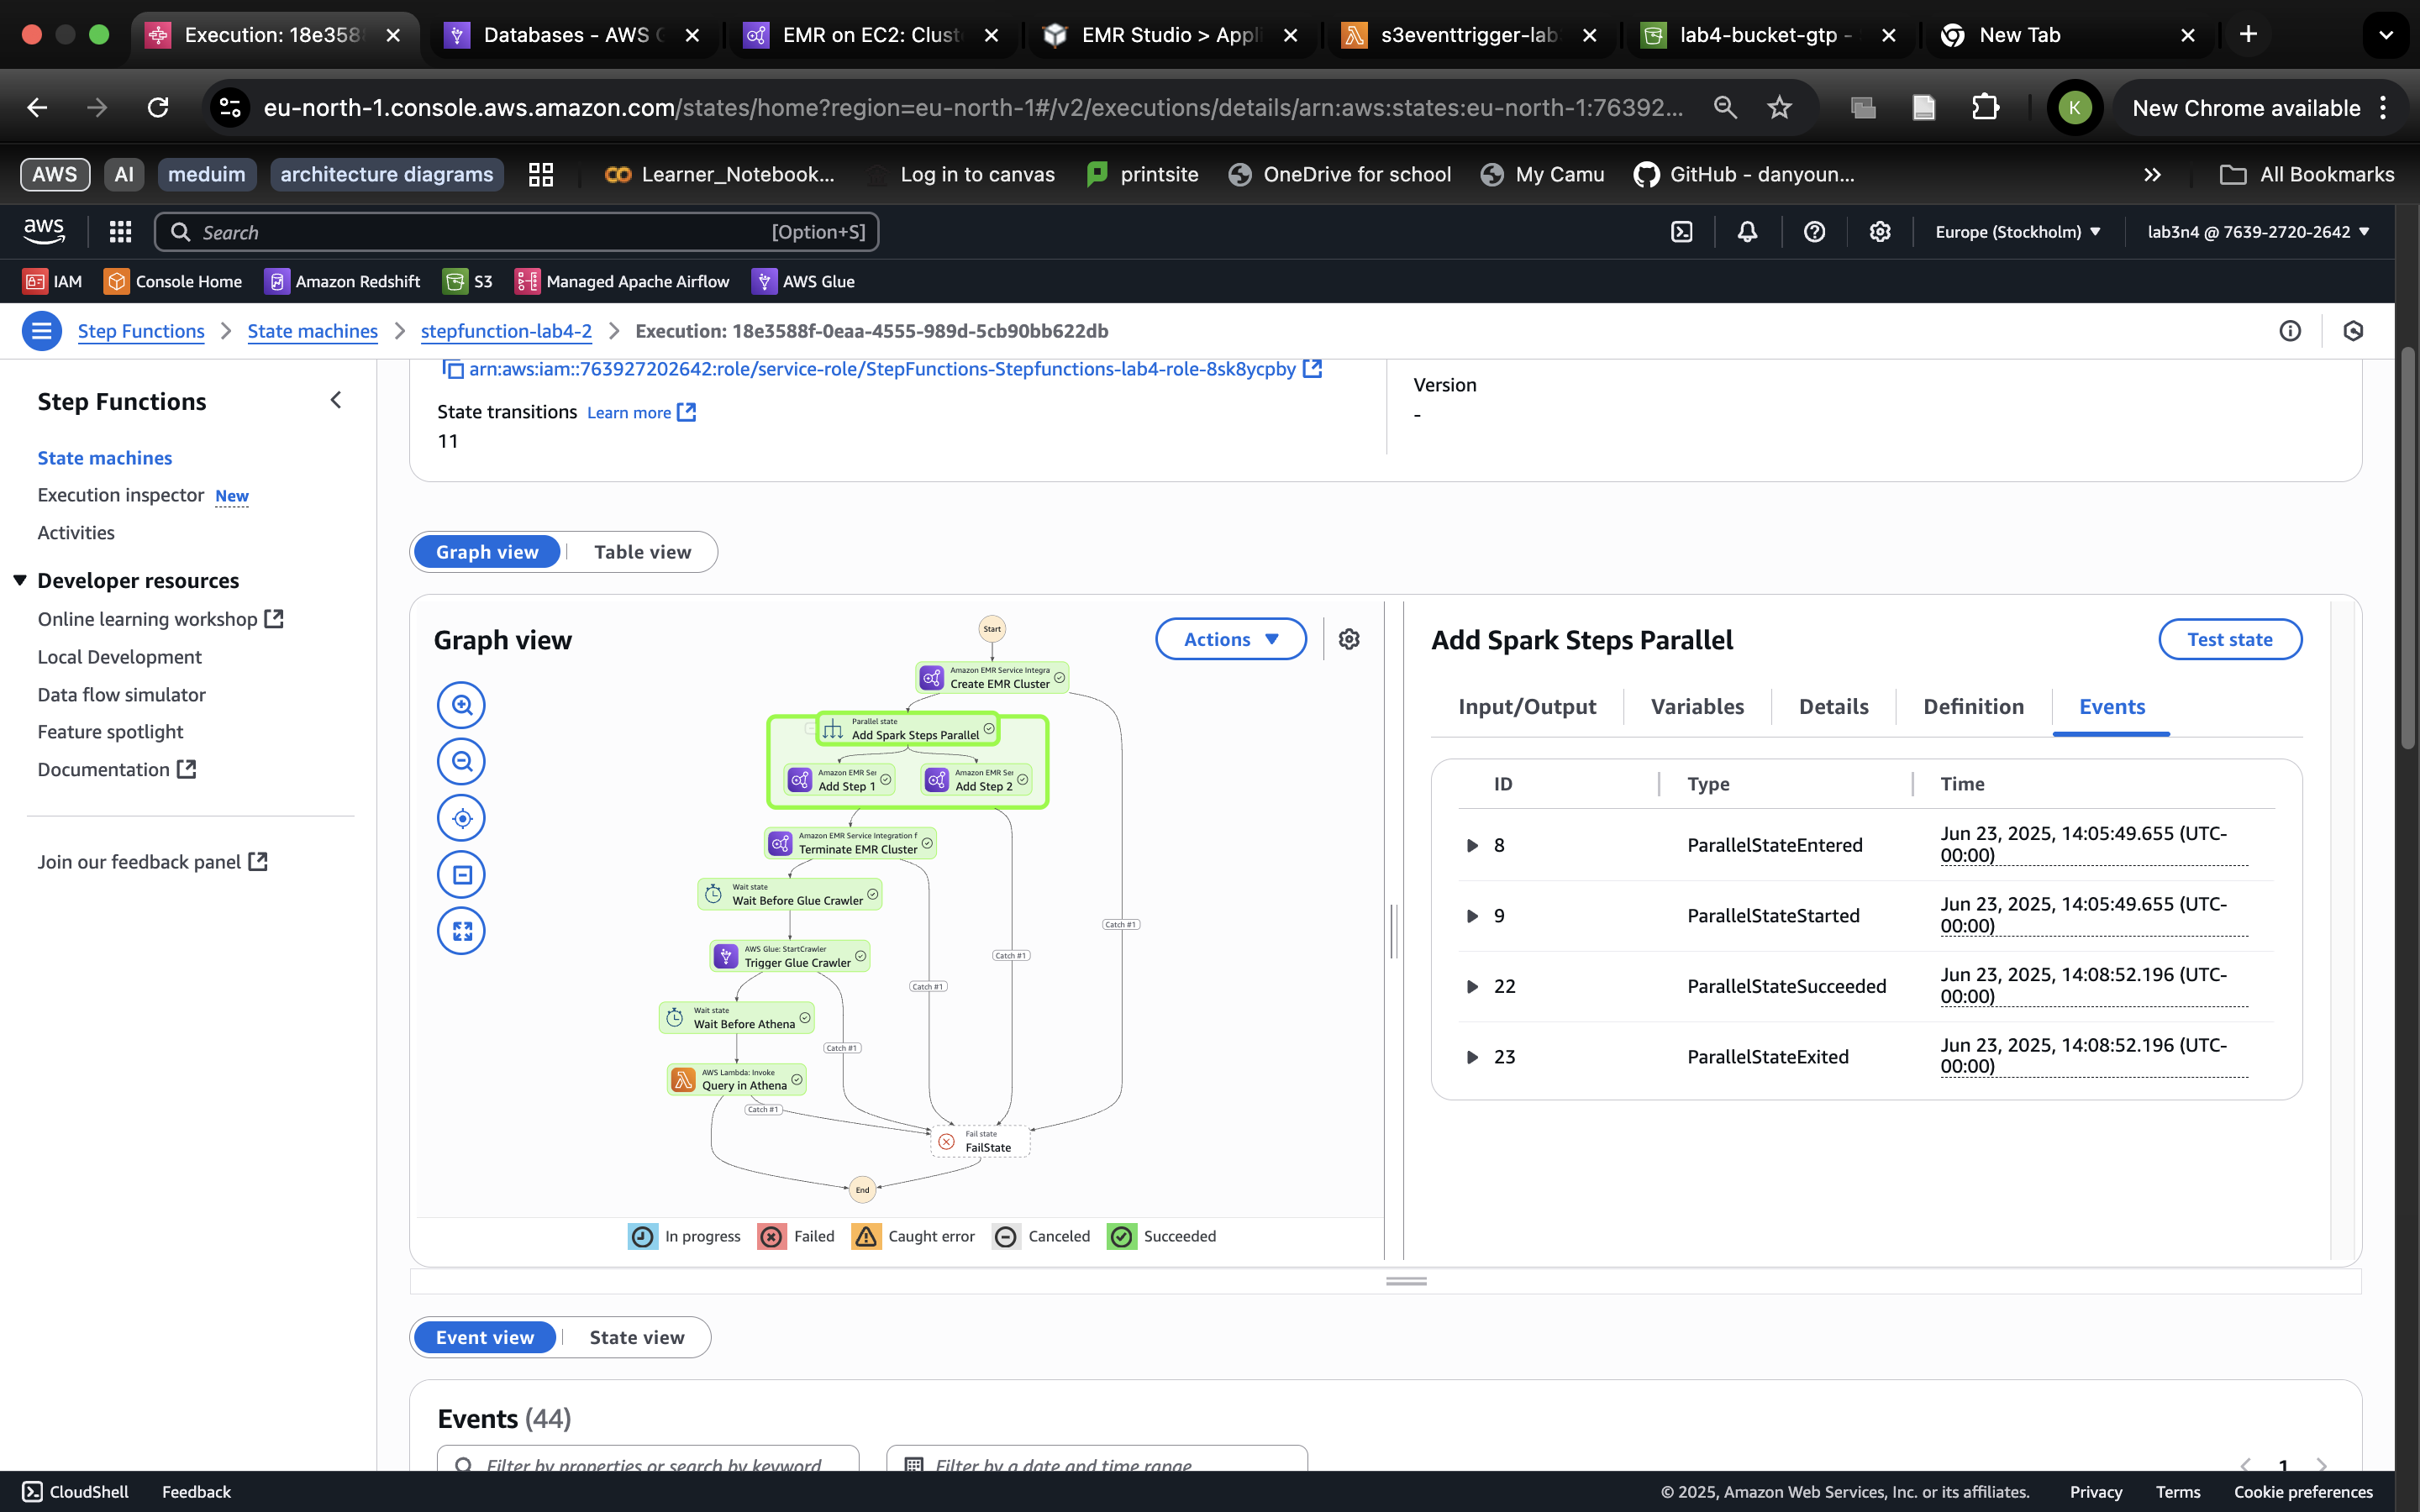 Execution: 18e358
Databases - AWS
EMR on EC2: Clust
EMR Studio > Appli
s3eventtrigger-lab
lab4-bucket-gtp -
New Tab
eu-north-1.console.aws.amazon.com/states/home?region=eu-north-1#/v2/executions/details/arn:aws:states:eu-north-1:76392...
K
New Chrome available
AWS
AI
meduim
architecture diagrams
Learner_Notebook...
Log in to canvas
printsite
OneDrive for school
My Camu
GitHub - danyoun...
All Bookmarks
aws
Search
[Option+S]
Europe (Stockholm)
lab3n4 @ 7639-2720-2642
IAM
Console Home
Amazon Redshift
S3
Managed Apache Airflow
AWS Glue
Step Functions
State machines
stepfunction-lab4-2
Execution: 18e3588f-0eaa-4555-989d-5cb90bb622db
Step Functions
State machines
Execution inspector New
Activities
Developer resources
Online learning workshop
Local Development
Data flow simulator
Feature spotlight
Documentation
Join our feedback panel
arn:aws:iam::763927202642:role/service-role/StepFunctions-Stepfunctions-lab4-role-8sk8ycpby
State transitions Learn more
11
Version
-
Graph view
Table view
Graph view
Actions
Start
Amazon EMR Service Integra
Create EMR Cluster
Parallel state
Add Spark Steps Parallel
Amazon EMR Ser
Add Step 1
Amazon EMR Ser
Add Step 2
Amazon EMR Service Integration f
Terminate EMR Cluster
Wait state
Wait Before Glue Crawler
Catch #1
AWS Glue: StartCrawler
Trigger Glue Crawler
Catch #1
Catch #1
Wait state
Wait Before Athena
Catch #1
AWS Lambda: Invoke
Query in Athena
Catch #1
Fail state
FailState
End
In progress
Failed
Caught error
Canceled
Succeeded
Add Spark Steps Parallel
Test state
Input/Output
Variables
Details
Definition
Events
ID
Type
Time
8
ParallelStateEntered
Jun 23, 2025, 14:05:49.655 (UTC-
00:00)
9
ParallelStateStarted
Jun 23, 2025, 14:05:49.655 (UTC-
00:00)
22
ParallelStateSucceeded
Jun 23, 2025, 14:08:52.196 (UTC-
00:00)
23
ParallelStateExited
Jun 23, 2025, 14:08:52.196 (UTC-
00:00)
Event view
State view
Events (44)
Filter by properties or search by keyword
Filter by a date and time range
1
CloudShell
Feedback
© 2025, Amazon Web Services, Inc. or its affiliates.
Privacy
Terms
Cookie preferences